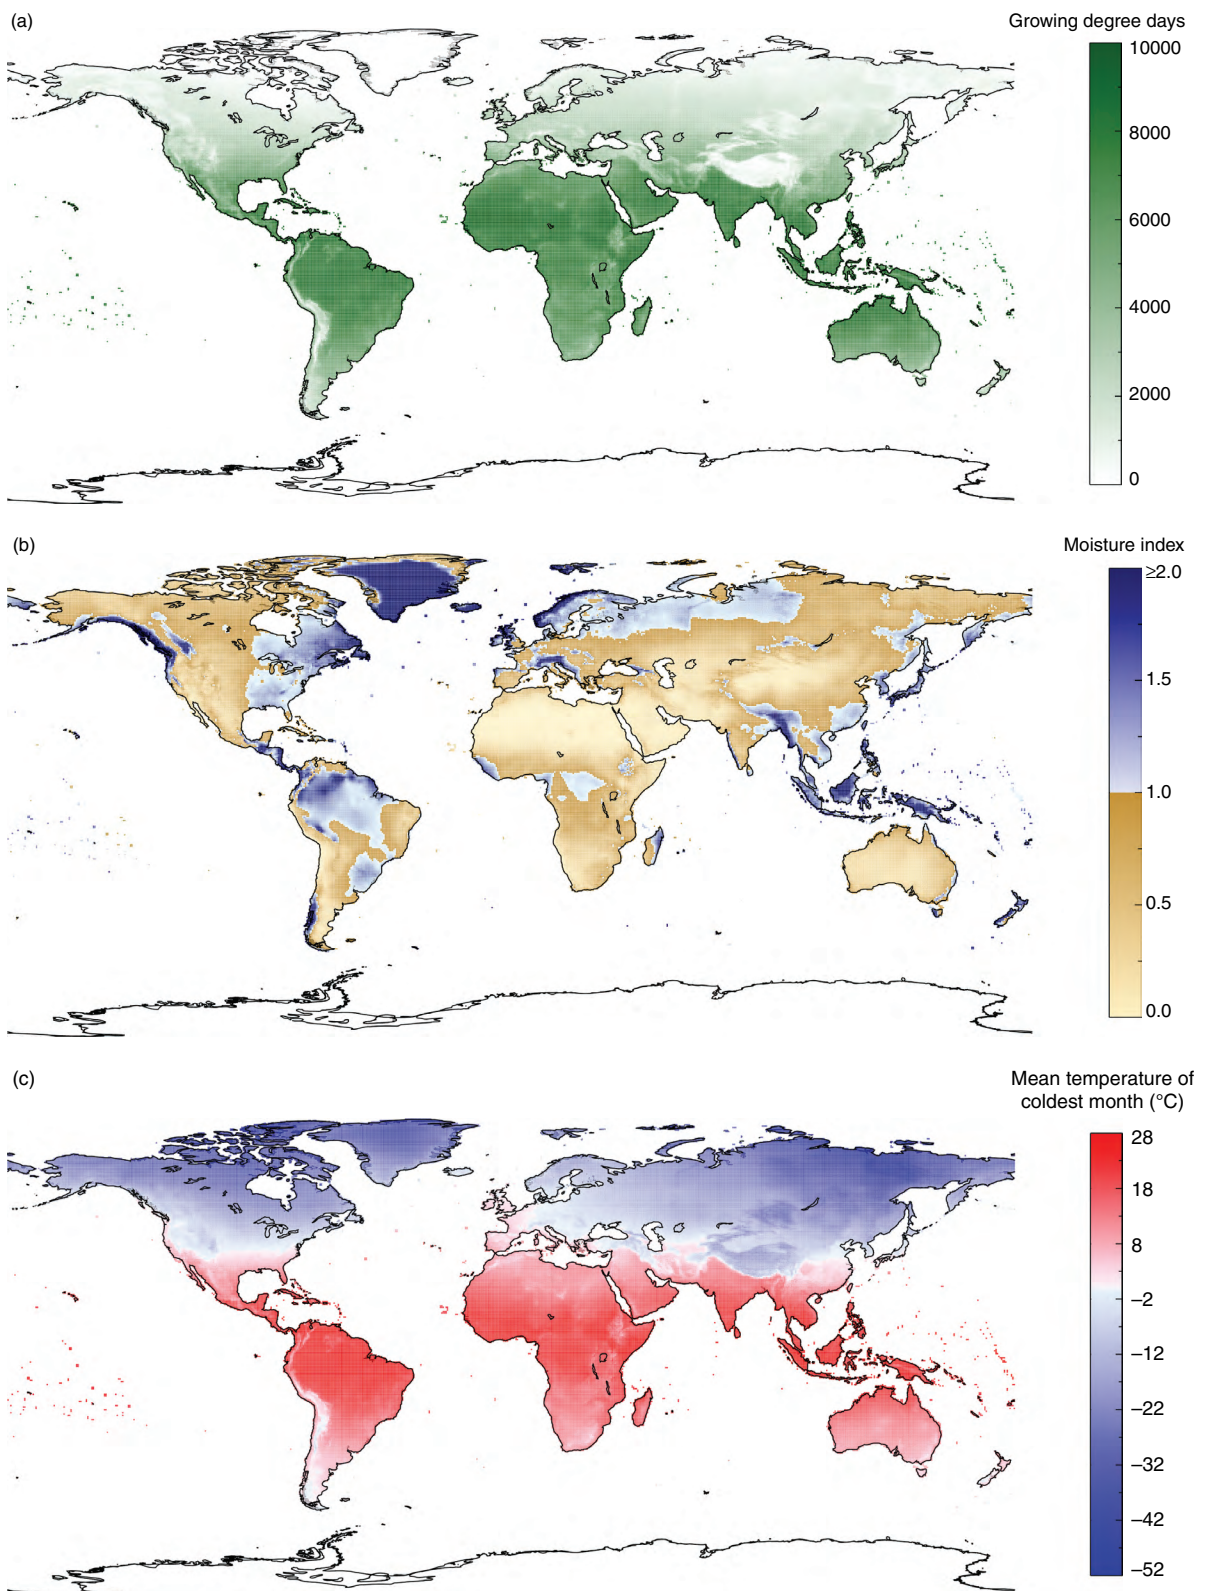 (a)
Growing degree days
10000
8000
6000
4000
2000
0
(b)
Moisture index
≥2.0
1.5
1.0
0.5
0.0
(c)
Mean temperature of
coldest month (°C)
28
18
8
–2
–12
–22
–32
–42
–52